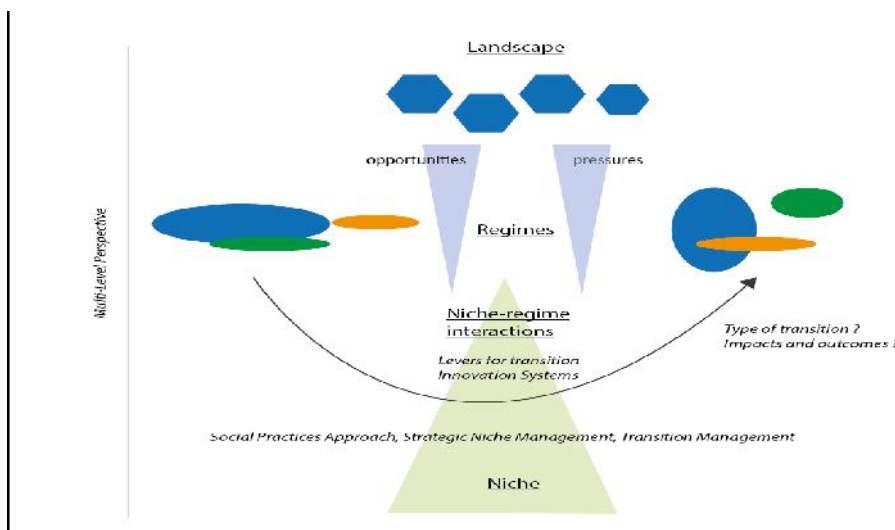 Landscape
opportunities
pressures
Multi-Level Perspective
Regimes
Niche-regime
interactions
Levers for transition
Innovation Systems
Type of transition ?
Impacts and outcomes ?
Social Practices Approach, Strategic Niche Management, Transition Management
Niche